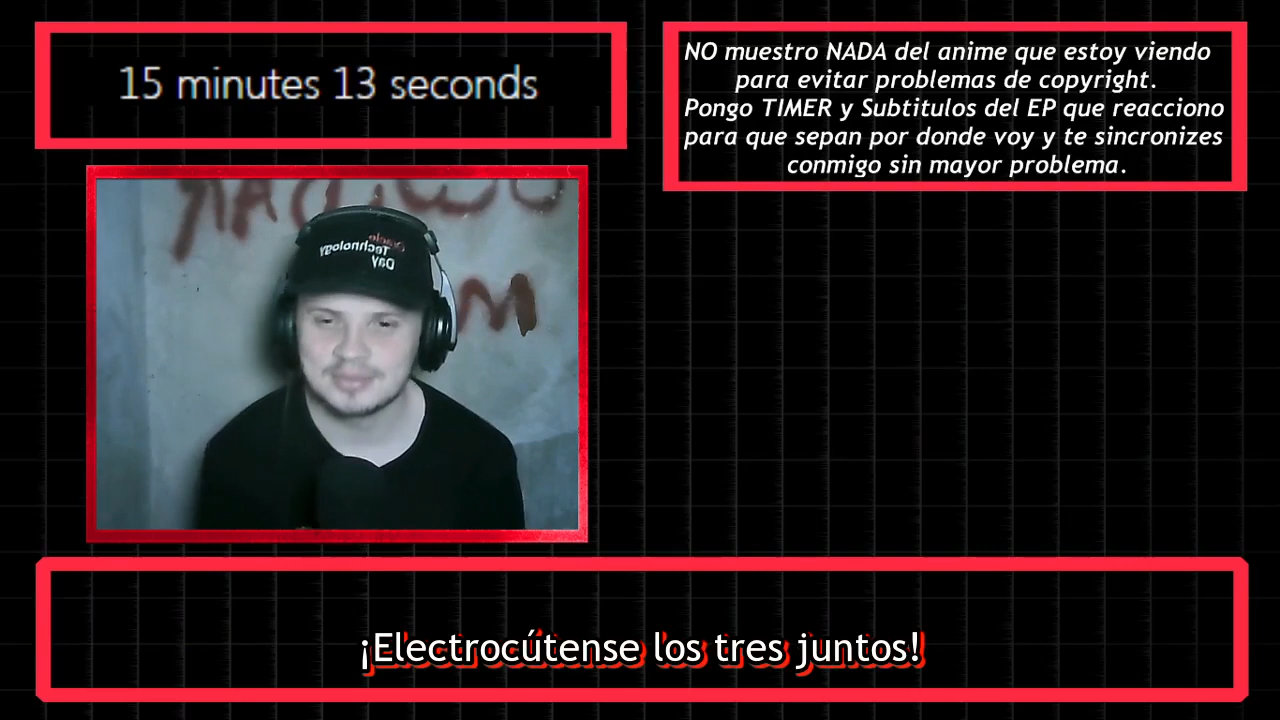 15 minutes 13 seconds
NO muestro NADA del anime que estoy viendo
para evitar problemas de copyright.
Pongo TIMER y Subtitulos del EP que reacciono
para que sepan por donde voy y te sincronizes
conmigo sin mayor problema.
Oracle
Technology
Day
¡Electrocútense los tres juntos!